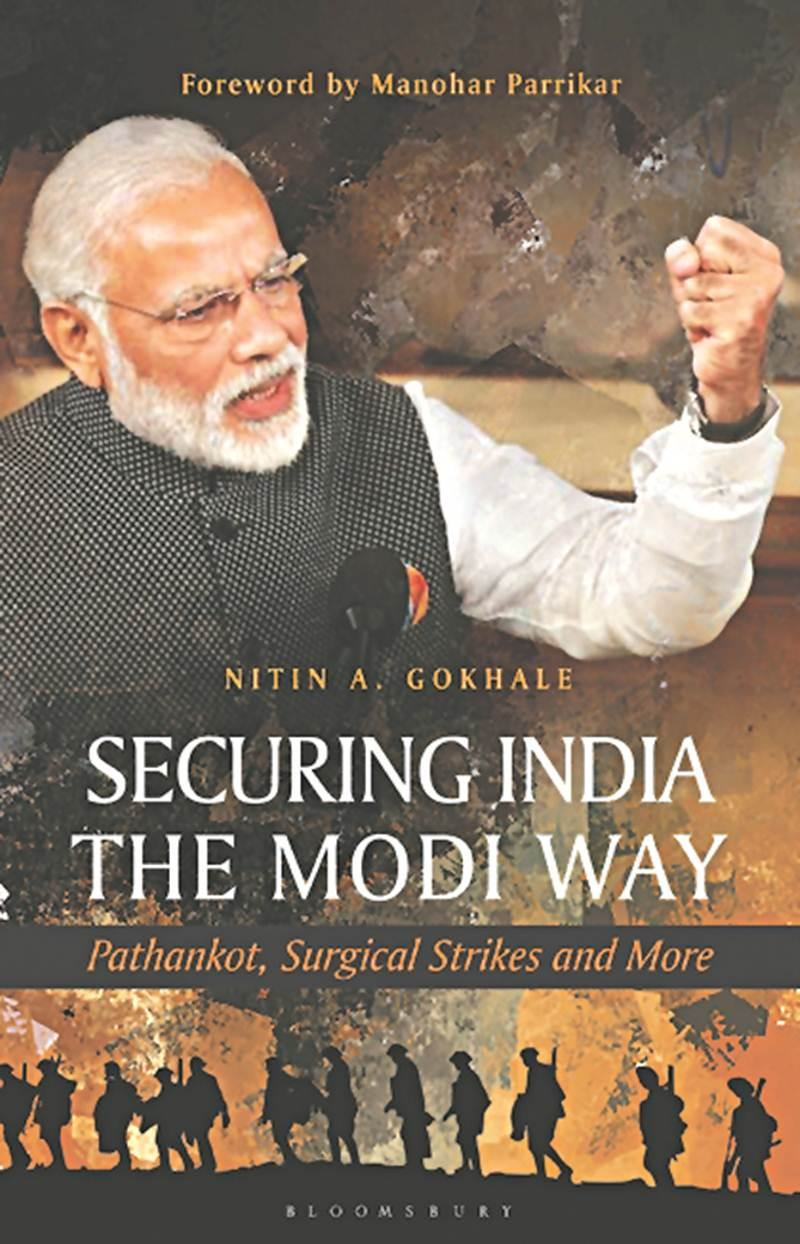 Foreword by Manohar Parrikar
NITIN A. GOKHALE
SECURING INDIA
THE MODI WAY
Pathankot, Surgical Strikes and More
BLOOMSBURY